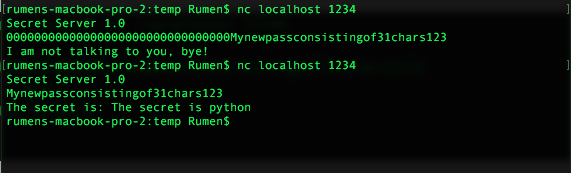 [rumens-macbook-pro-2:temp Rumen$ nc localhost 1234 ]
Secret Server 1.0
00000000000000000000000000000000Mynewpassconsistingof31chars123
I am not talking to you, bye!
[rumens-macbook-pro-2:temp Rumen$ nc localhost 1234 ]
Secret Server 1.0
Mynewpassconsistingof31chars123
The secret is: The secret is python
rumens-macbook-pro-2:temp Rumen$